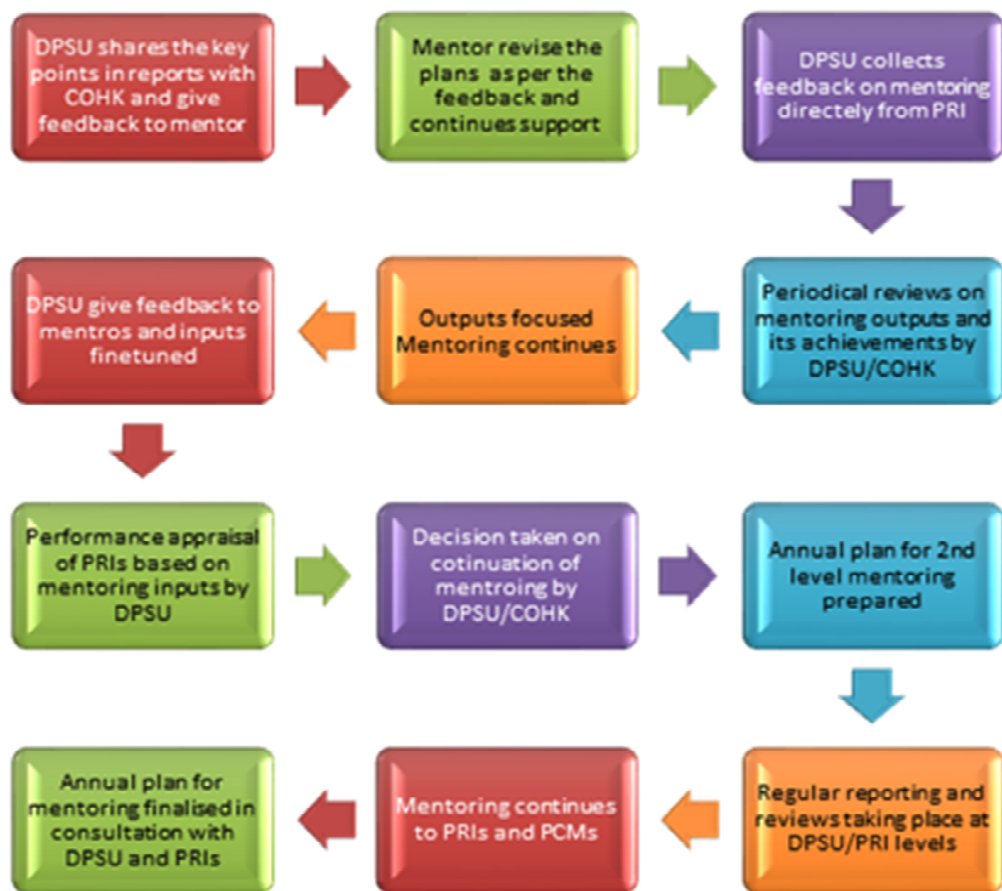 DPSU shares the key
points in reports with
COHK and give
feedback to mentor
Mentor revise the
plans as per the
feedback and
continues support
DPSU collects
feedback on mentoring
directely from PRI
Periodical reviews on
mentoring outputs and
its achievements by
DPSU/COHK
Outputs focused
Mentoring continues
DPSU give feedback to
mentros and inputs
finetuned
Performance appraisal
of PRIs based on
mentoring inputs by
DPSU
Decision taken on
cotinuation of
mentroing by
DPSU/COHK
Annual plan for 2nd
level mentoring
prepared
Regular reporting and
reviews taking place at
DPSU/PRI levels
Mentoring continues
to PRIs and PCMs
Annual plan for
mentoring finalised in
consultation with
DPSU and PRIs